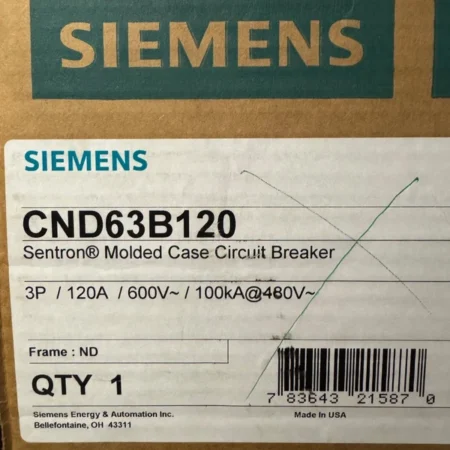 SIEMENS
SIEMENS
CND63B120
Sentron® Molded Case Circuit Breaker
3P / 120A / 600V~ / 100kA@480V~
Frame : ND
QTY 1
7 83643 21587 0
Siemens Energy & Automation Inc.
Bellefontaine, OH 43311
Made In USA